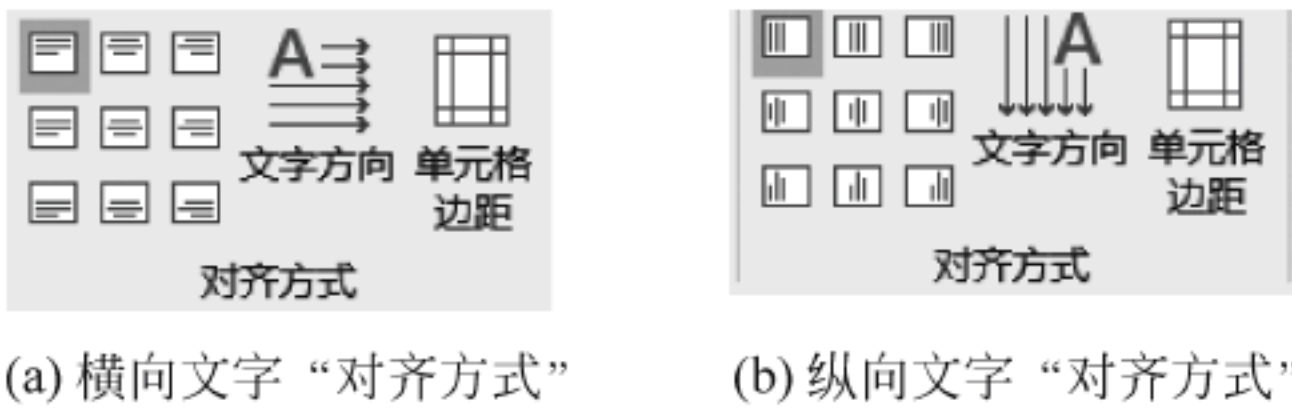 A
文字方向
单元格
边距
对齐方式
A
文字方向
单元格
边距
对齐方式
(a) 横向文字 “对齐方式”
(b) 纵向文字 “对齐方式”